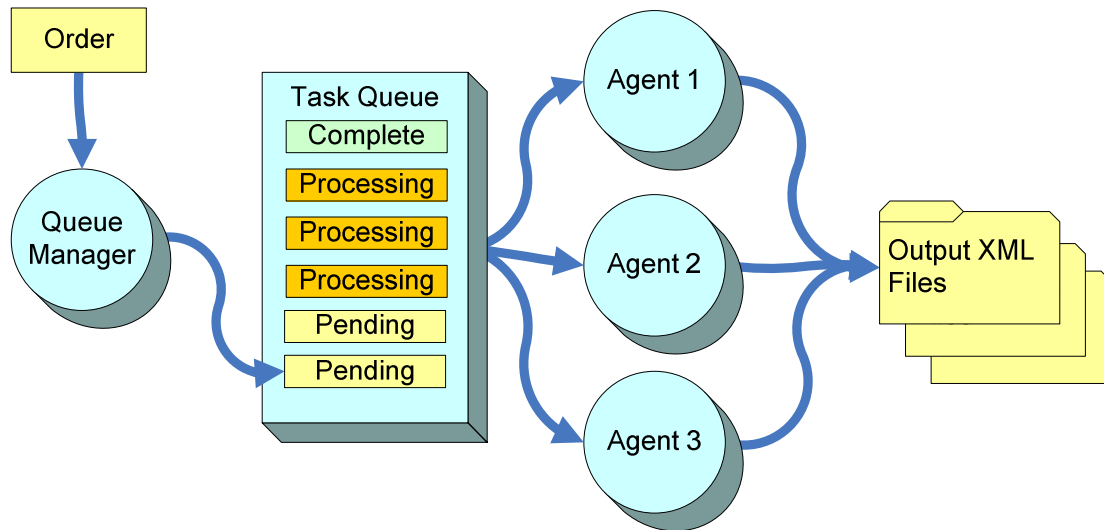 Order
Queue
Manager
Task Queue
Complete
Processing
Processing
Processing
Pending
Pending
Agent 1
Agent 2
Agent 3
Output XML
Files